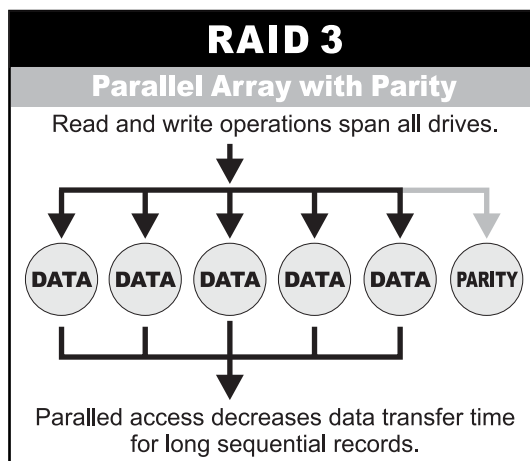 RAID 3
Parallel Array with Parity
Read and write operations span all drives.
DATA DATA DATA DATA DATA PARITY
Paralled access decreases data transfer time
for long sequential records.